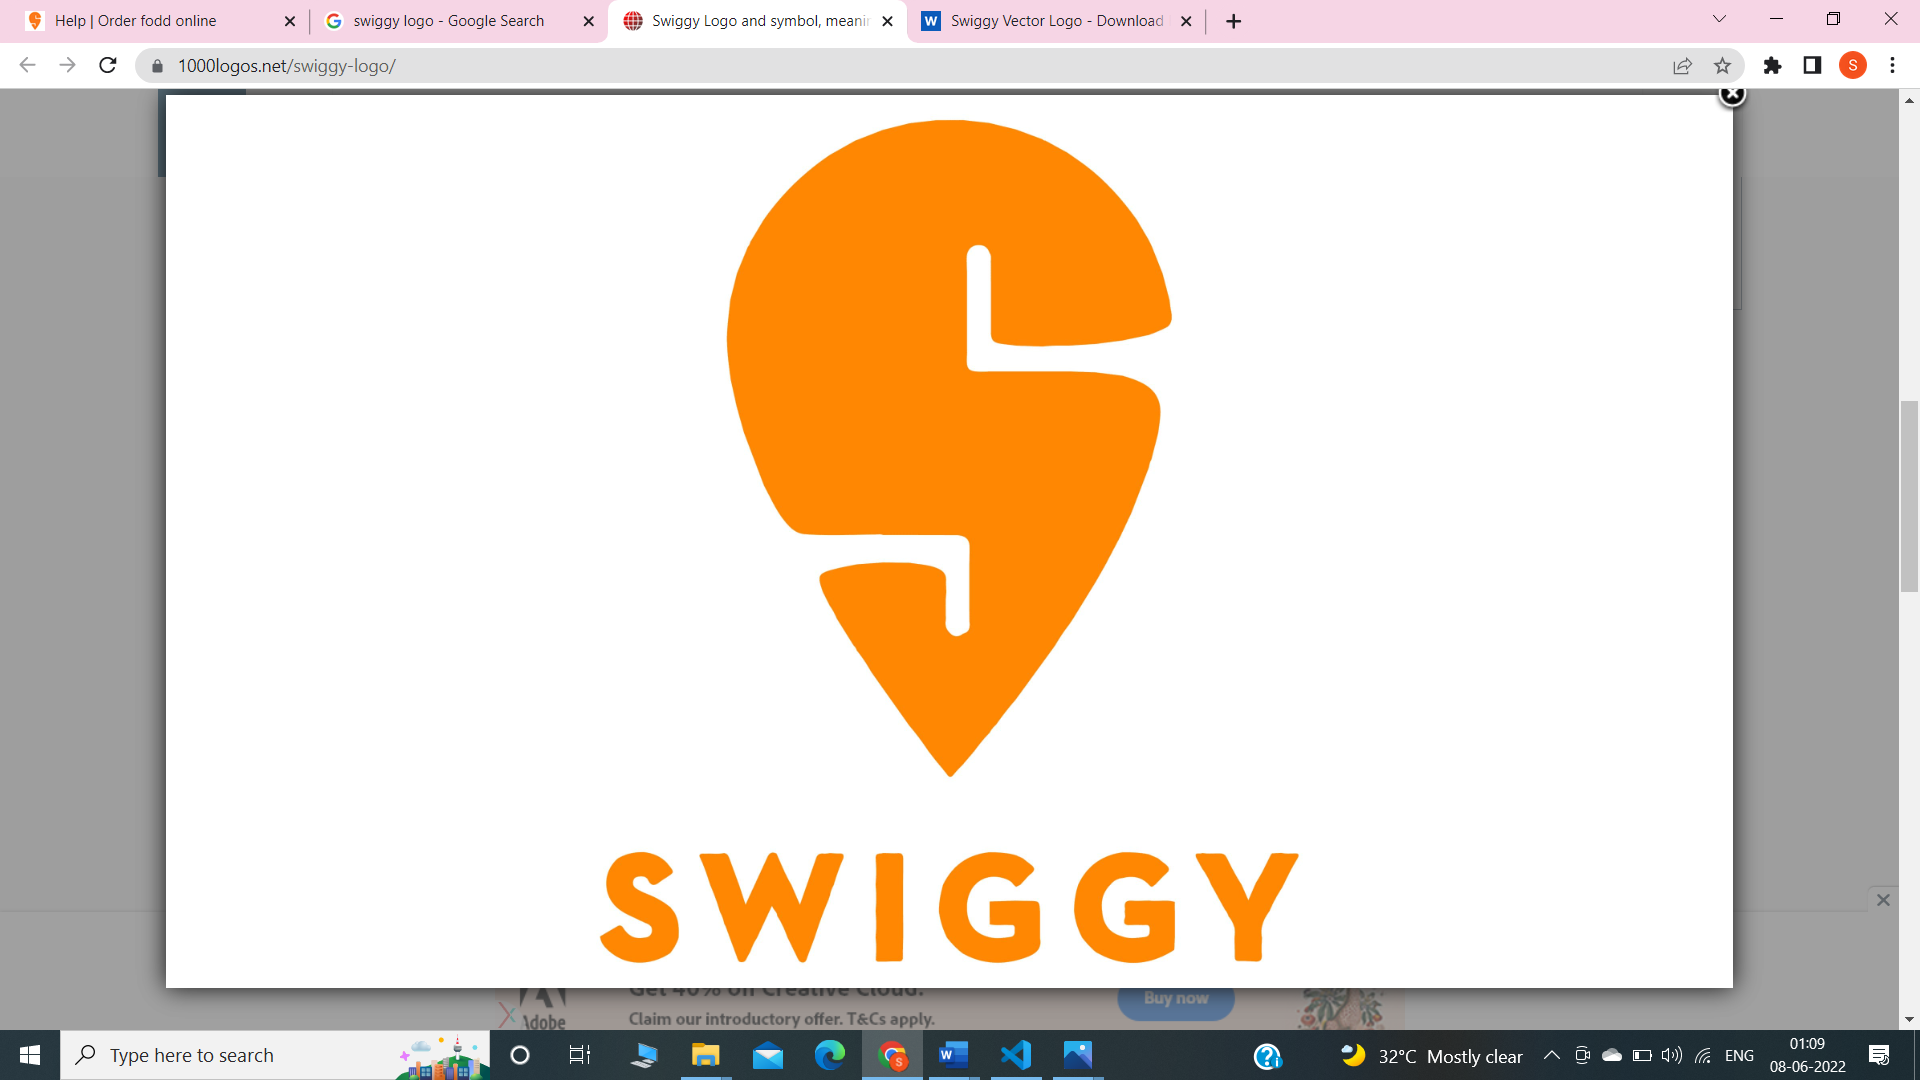 Help | Order fodd online
swiggy logo - Google Search
Swiggy Logo and symbol, meanin
Swiggy Vector Logo - Download
1000logos.net/swiggy-logo/
S
SWIGGY
Get 40% on Creative Cloud.
Claim our introductory offer. T&Cs apply.
Adobe
Buy now
Type here to search
32°C Mostly clear
ENG
01:09
08-06-2022